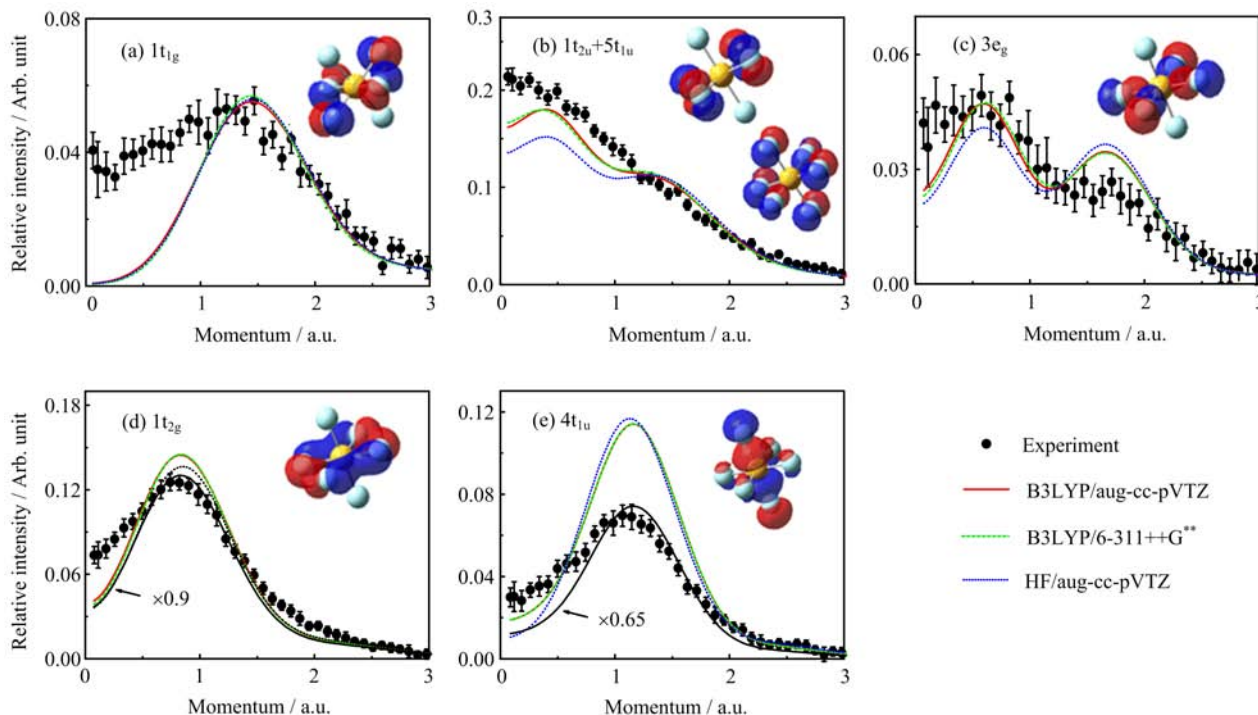 (a) 1t1g
Relative intensity / Arb. unit
0.08
0.04
0.00
0
1
2
3
Momentum / a.u.
(b) 1t2u+5t1u
0.3
0.2
0.1
0.0
0
1
2
3
Momentum / a.u.
(c) 3eg
0.06
0.03
0.00
0
1
2
3
Momentum / a.u.
(d) 1t2g
Relative intensity / Arb. unit
0.18
0.12
0.06
0.00
×0.9
0
1
2
3
Momentum / a.u.
(e) 4t1u
0.12
0.08
0.04
0.00
×0.65
0
1
2
3
Momentum / a.u.
Experiment
B3LYP/aug-cc-pVTZ
B3LYP/6-311++G**
HF/aug-cc-pVTZ